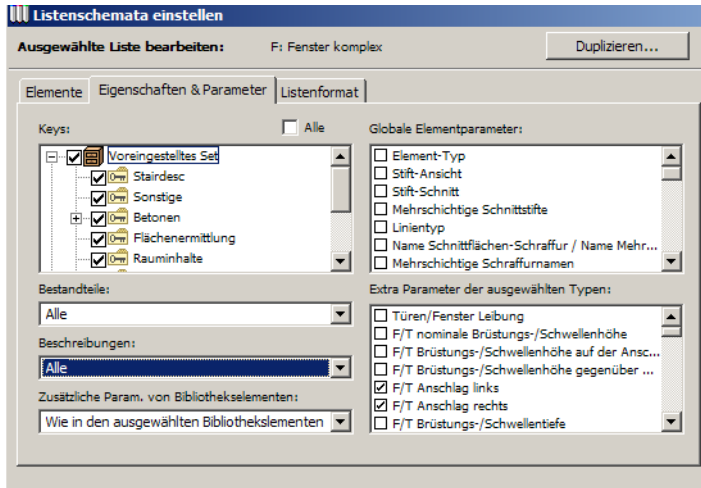 Listenschemata einstellen
Ausgewählte Liste bearbeiten: F: Fenster komplex Duplizieren...
Elemente Eigenschaften & Parameter Listenformat
Keys: Alle
Voreingestelltes Set
Stairdesc
Sonstige
Betonen
Flächenermittlung
Rauminhalte
Bestandteile:
Alle
Beschreibungen:
Alle
Zusätzliche Param. von Bibliothekselementen:
Wie in den ausgewählten Bibliothekslementen
Globale Elementparameter:
Element-Typ
Stift-Ansicht
Stift-Schnitt
Mehrschichtige Schnittstifte
Linientyp
Name Schnittflächen-Schraffur / Name Mehr...
Mehrschichtige Schraffurnamen
Extra Parameter der ausgewählten Typen:
Türen/Fenster Leibung
F/T nominale Brüstungs-/Schwellenhöhe
F/T Brüstungs-/Schwellenhöhe auf der Ansc...
F/T Brüstungs-/Schwellenhöhe gegenüber ...
F/T Anschlag links
F/T Anschlag rechts
F/T Brüstungs-/Schwellentiefe